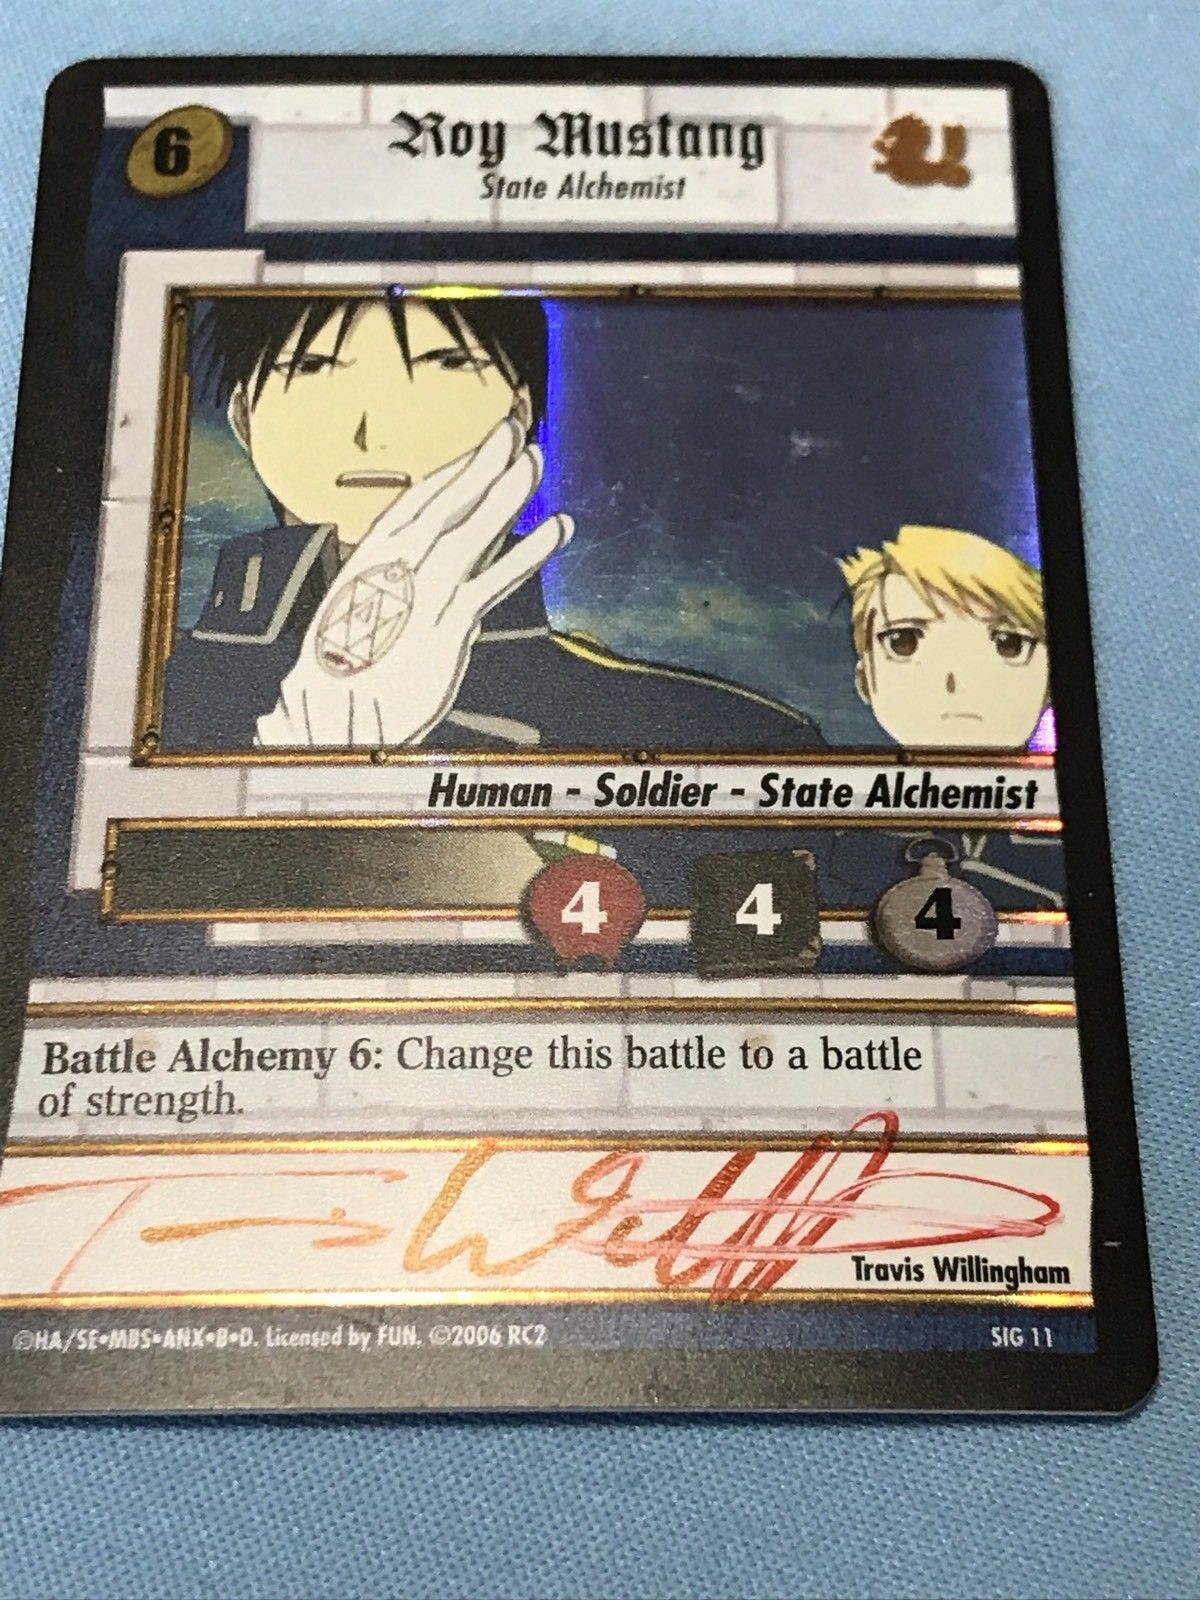 6
Roy Mustang
State Alchemist
Human - Soldier - State Alchemist
4 4 4
Battle Alchemy 6: Change this battle to a battle
of strength.
Travis Willingham
©HA/SE•MBS•ANX•B•D. Licensed by FUN. ©2006 RC2
SIG 11